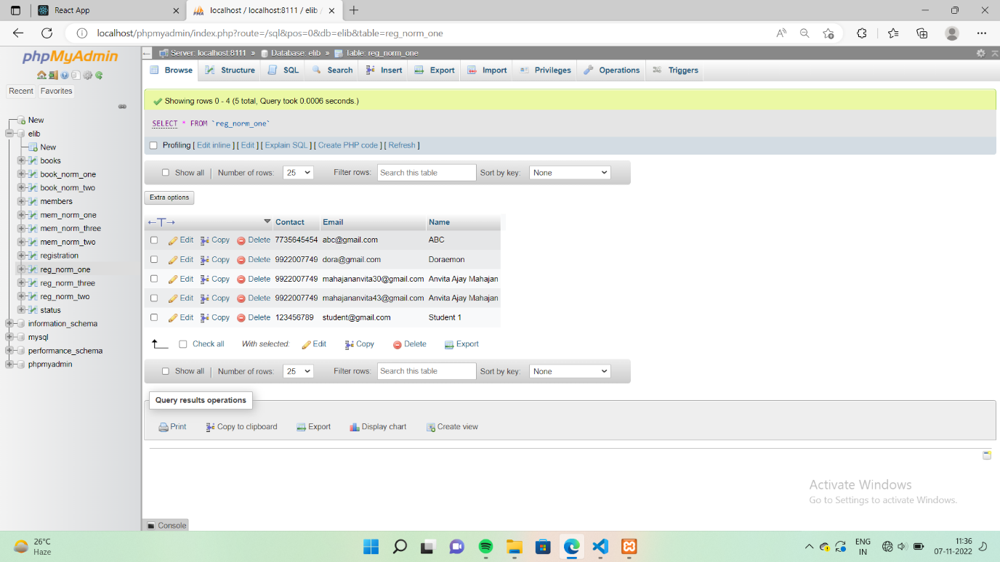 React App
localhost / localhost:8111 / elib /
localhost/phpmyadmin/index.php?route=/sql&pos=0&db=elib&table=reg_norm_one
phpMyAdmin
Recent Favorites
New
elib
New
books
book_norm_one
book_norm_two
members
mem_norm_one
mem_norm_three
mem_norm_two
registration
reg_norm_one
reg_norm_three
reg_norm_two
status
information_schema
mysql
performance_schema
phpmyadmin
Server: localhost:8111 » Database: elib » Table: reg_norm_one
Browse Structure SQL Search Insert Export Import Privileges Operations Triggers
Showing rows 0 - 4 (5 total, Query took 0.0006 seconds.)
SELECT * FROM `reg_norm_one`
Profiling [ Edit inline ] [ Edit ] [ Explain SQL ] [ Create PHP code ] [ Refresh ]
Show all | Number of rows: 25 Filter rows: Search this table Sort by key: None
Extra options
←T→ Contact Email Name
Edit Copy Delete 7735645454 abc@gmail.com ABC
Edit Copy Delete 9922007749 dora@gmail.com Doraemon
Edit Copy Delete 9922007749 mahajananvita30@gmail.com Anvita Ajay Mahajan
Edit Copy Delete 9922007749 mahajananvita43@gmail.com Anvita Ajay Mahajan
Edit Copy Delete 123456789 student@gmail.com Student 1
Check all With selected: Edit Copy Delete Export
Show all | Number of rows: 25 Filter rows: Search this table Sort by key: None
Query results operations
Print Copy to clipboard Export Display chart Create view
Activate Windows
Go to Settings to activate Windows.
Console
26°C
Haze
ENG
IN
11:36
07-11-2022